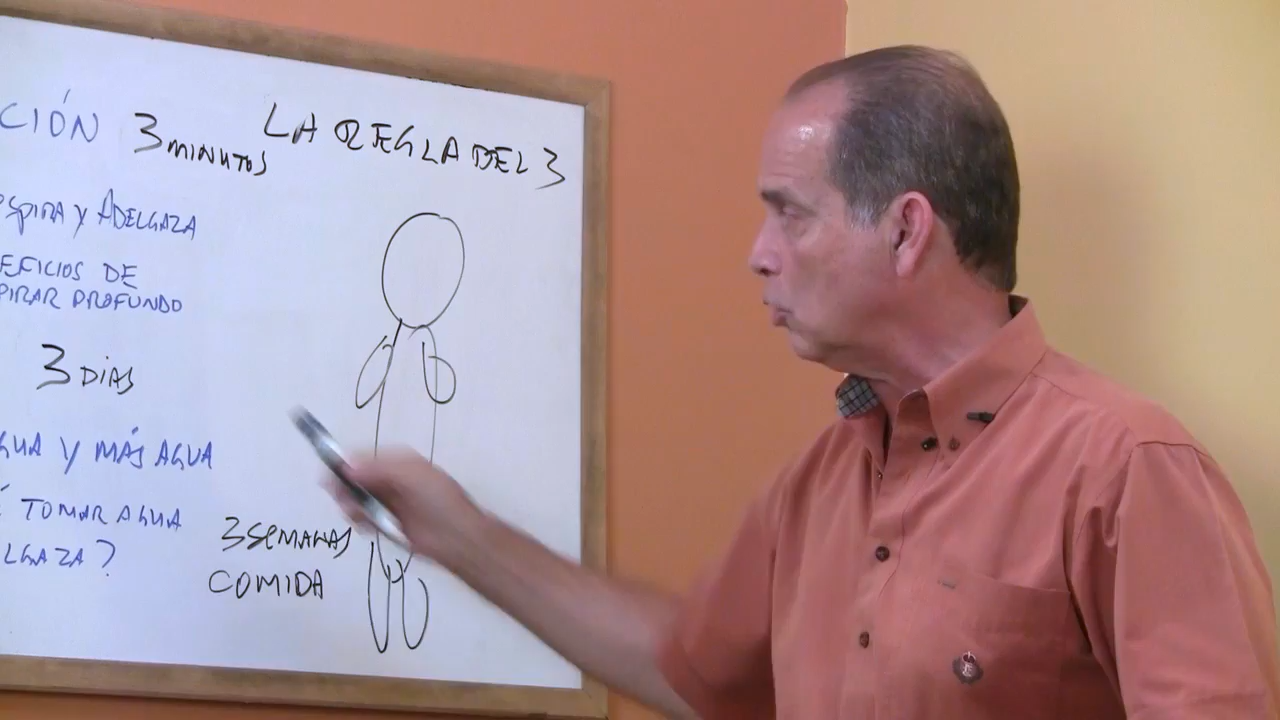 CIÓN 3 MINUTOS
LA REGLA DEL 3
SPIRA Y ADELGAZA
EFICIOS DE
PIRAR PROFUNDO
3 DIAS
GUA Y MÁS AGUA
TOMAR AGUA
LGAZA?
3 SEMANAS
COMIDA